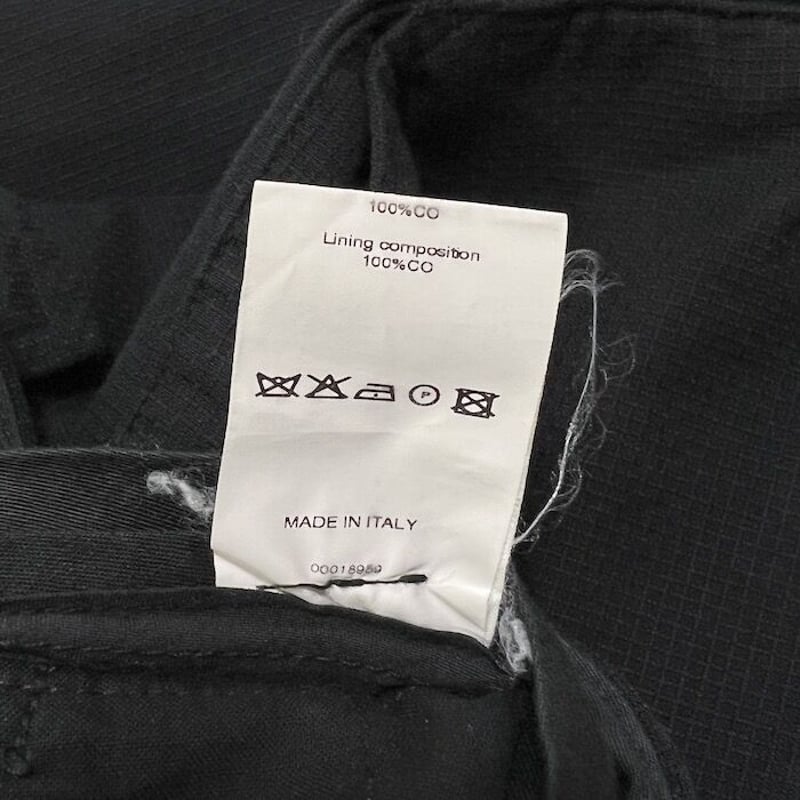 100%CO
Lining composition
100%CO
P
MADE IN ITALY
00018959